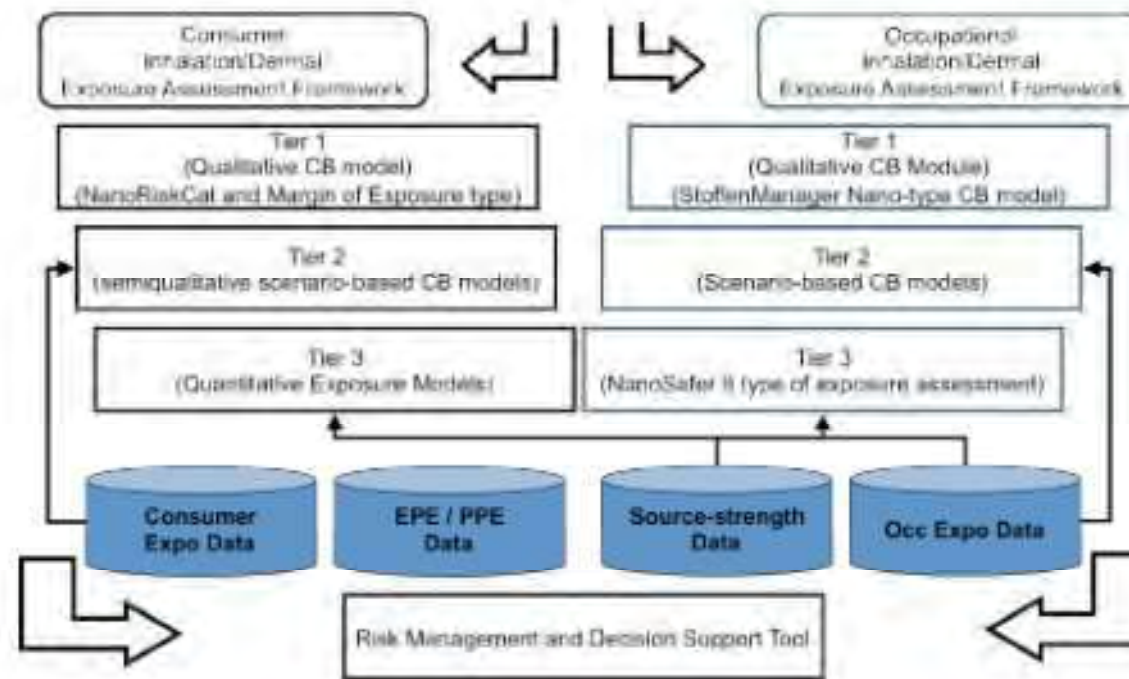 Consumer
Inhalation/Dermal
Exposure Assessment Framework
Occupational
Inhalation/Dermal
Exposure Assessment Framework
Tier 1
(Qualitative CB model)
(NanoRiskCat and Margin of Exposure type)
Tier 1
(Qualitative CB Module)
(StoffenManager Nano-type CB model)
Tier 2
(semiqualitative scenario-based CB models)
Tier 2
(Scenario-based CB models)
Tier 3
(Quantitative Exposure Models)
Tier 3
(NanoSafer II type of exposure assessment)
Consumer
Expo Data
EPE / PPE
Data
Source-strength
Data
Occ Expo Data
Risk Management and Decision Support Tool